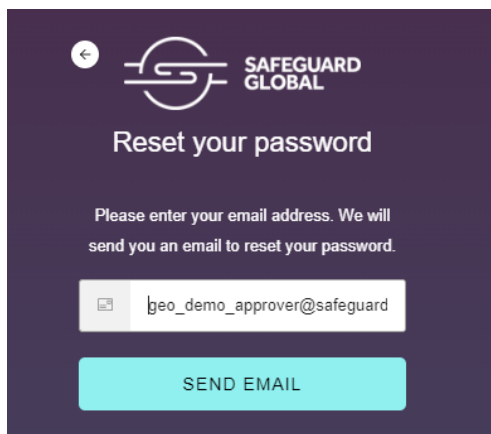 SAFEGUARD
GLOBAL
Reset your password
Please enter your email address. We will
send you an email to reset your password.
geo_demo_approver@safeguard
SEND EMAIL